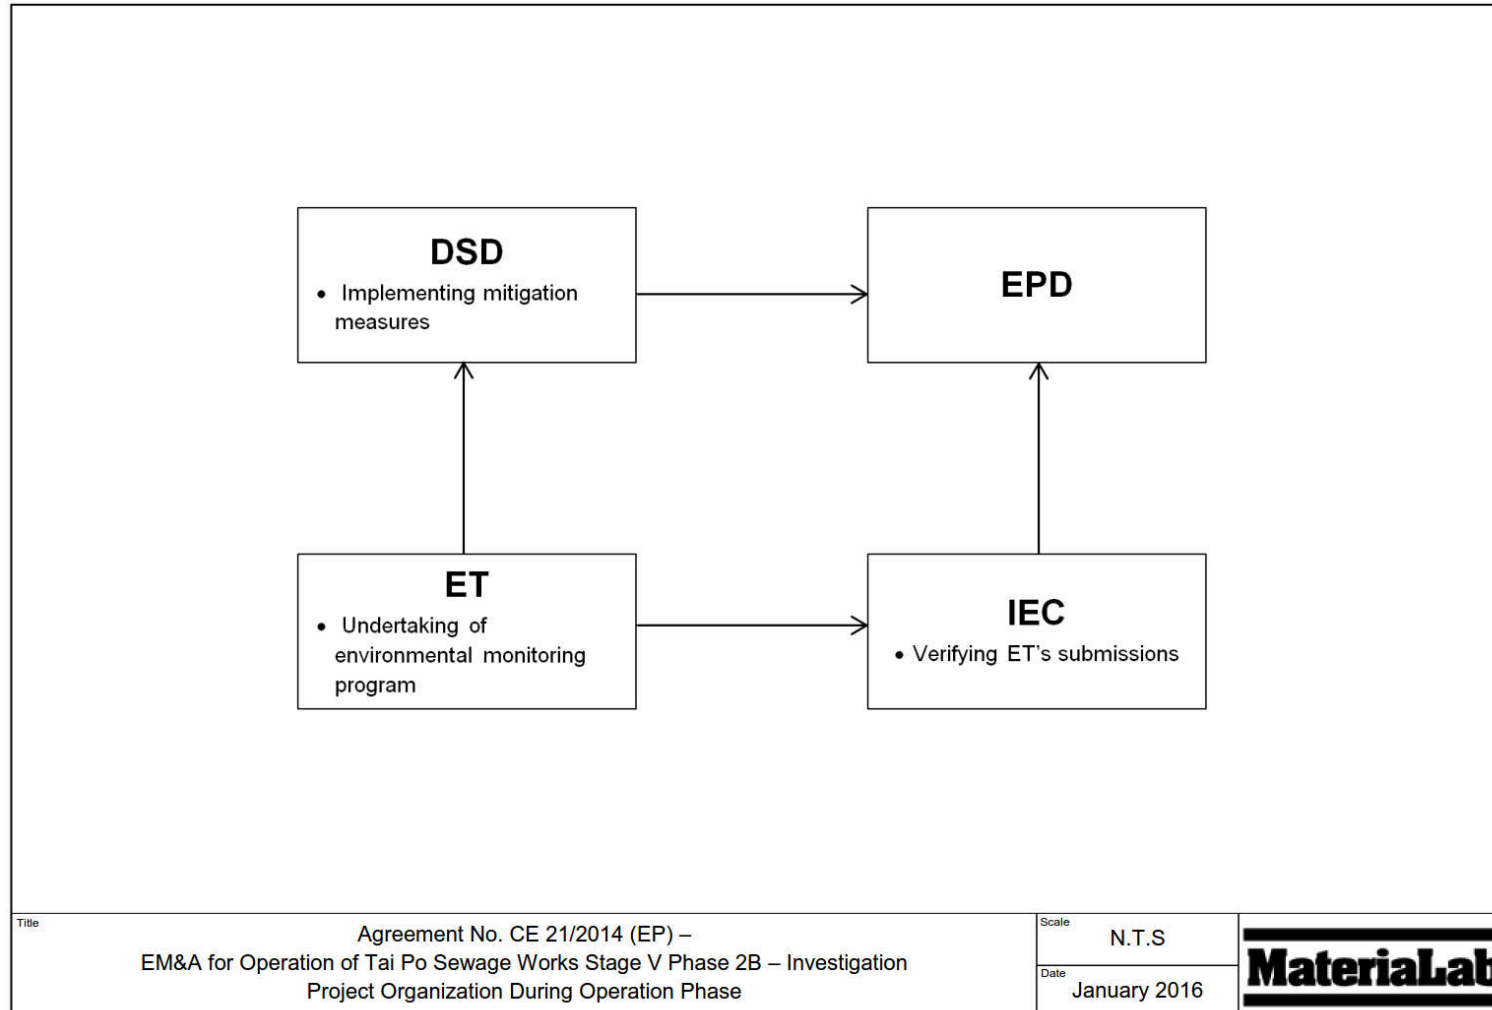 DSD
• Implementing mitigation
measures
EPD
ET
• Undertaking of
environmental monitoring
program
IEC
• Verifying ET’s submissions
Title
Agreement No. CE 21/2014 (EP) –
EM&A for Operation of Tai Po Sewage Works Stage V Phase 2B – Investigation
Project Organization During Operation Phase
Scale
N.T.S
Date
January 2016
MateriaLab